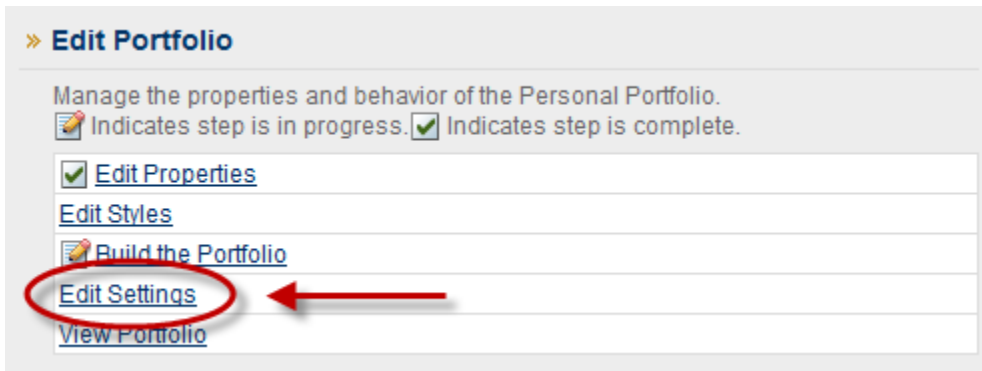 » Edit Portfolio
Manage the properties and behavior of the Personal Portfolio.
Indicates step is in progress. Indicates step is complete.
Edit Properties
Edit Styles
Build the Portfolio
Edit Settings
View Portfolio